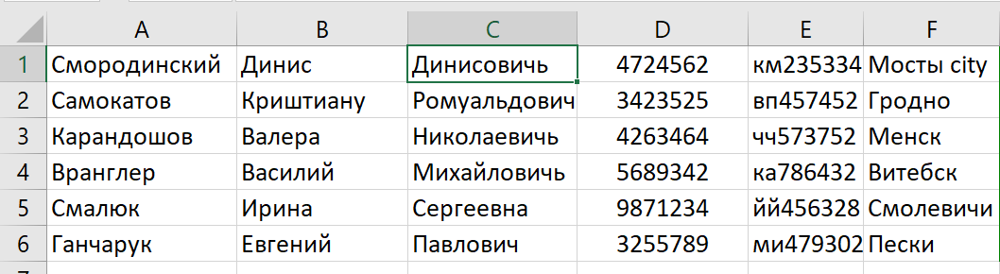 A B C D E F
1 Смородинский Динис Динисовичь 4724562 км235334 Мосты city
2 Самокатов Криштиану Ромуальдович 3423525 вп457452 Гродно
3 Карандошов Валера Николаевичь 4263464 чч573752 Менск
4 Вранглер Василий Михайловичь 5689342 ка786432 Витебск
5 Смалюк Ирина Сергеевна 9871234 йй456328 Смолевичи
6 Ганчарук Евгений Павлович 3255789 ми479302 Пески